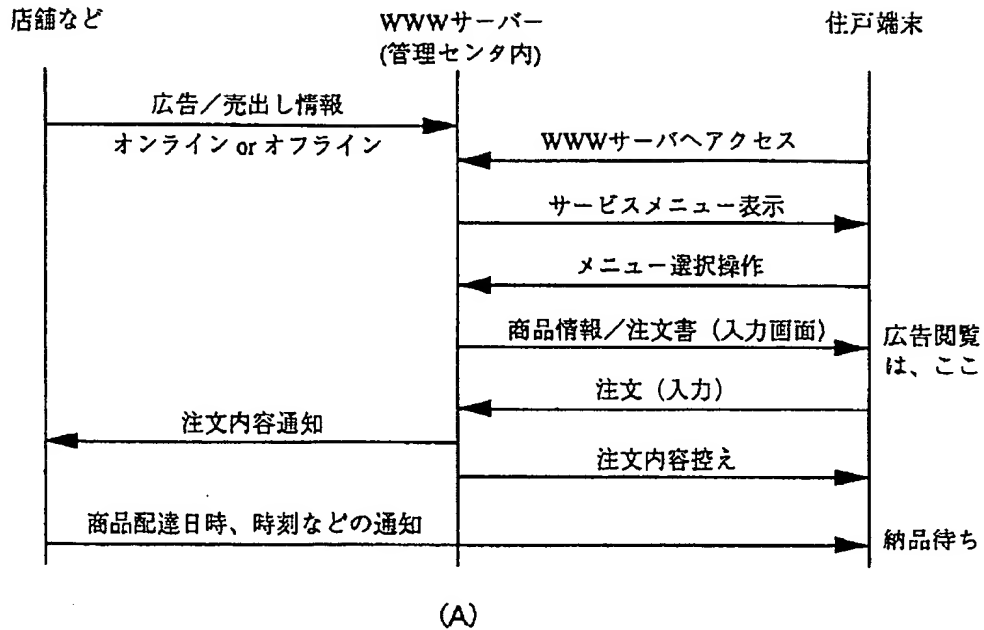 店舗など
WWWサーバー
(管理センタ内)
住戸端末
広告／売出し情報
オンライン or オフライン
WWWサーバへアクセス
サービスメニュー表示
メニュー選択操作
商品情報／注文書（入力画面）
広告閲覧
は、ここ
注文（入力）
注文内容通知
注文内容控え
商品配達日時、時刻などの通知
納品待ち
(A)